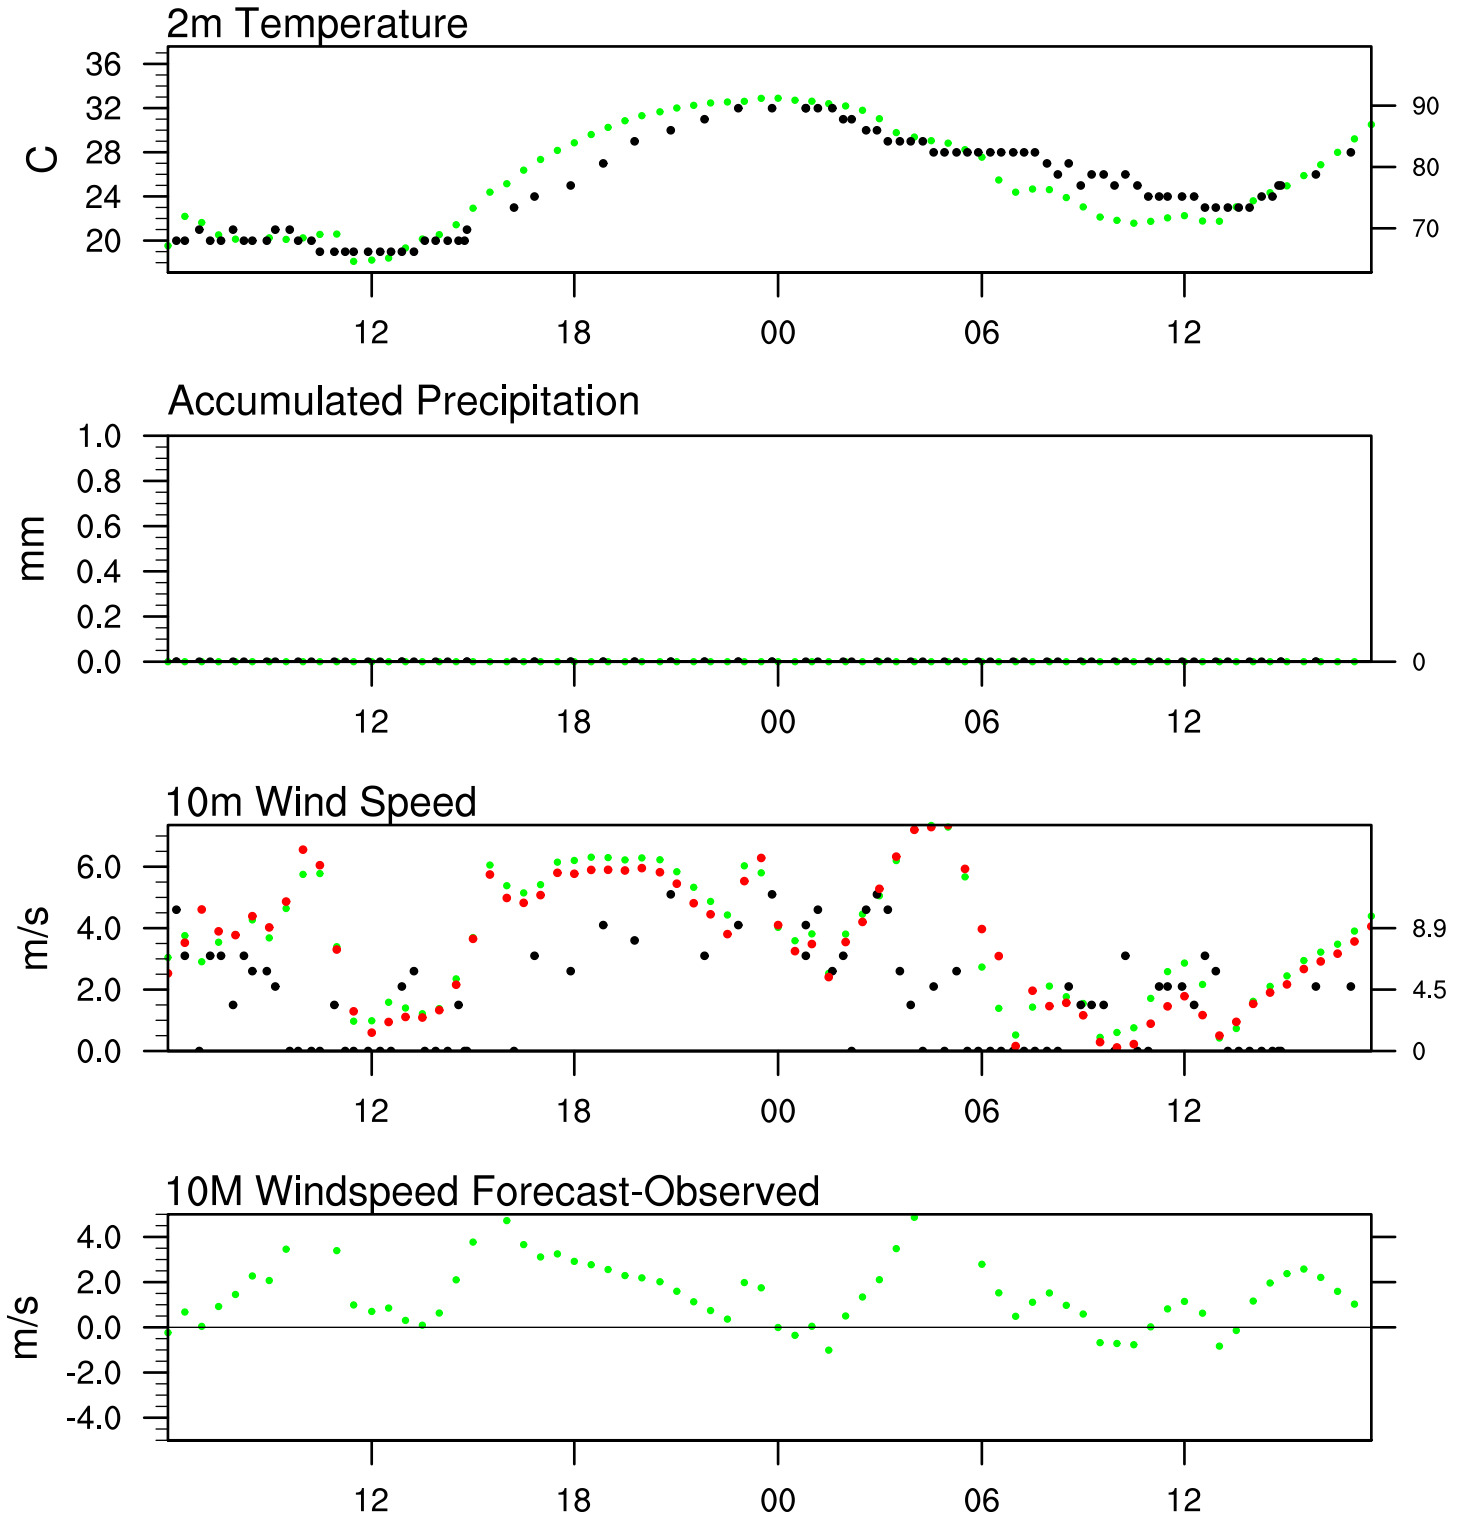 2m Temperature
36
32
28
24
20
C
90
80
70
12 18 00 06 12
Accumulated Precipitation
1.0
0.8
0.6
0.4
0.2
0.0
mm
0
12 18 00 06 12
10m Wind Speed
6.0
4.0
2.0
0.0
m/s
8.9
4.5
0
12 18 00 06 12
10M Windspeed Forecast-Observed
4.0
2.0
0.0
-2.0
-4.0
m/s
12 18 00 06 12